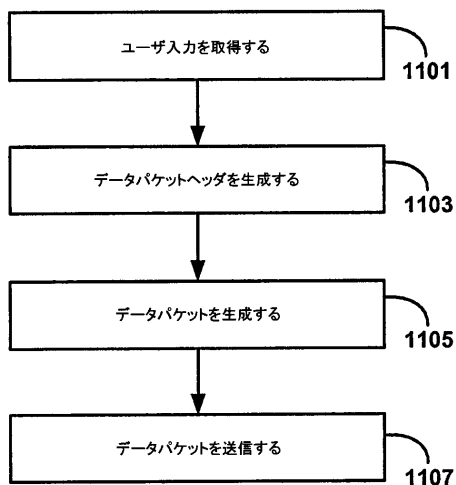 ユーザ入力を取得する
1101
データパケットヘッダを生成する
1103
データパケットを生成する
1105
データパケットを送信する
1107